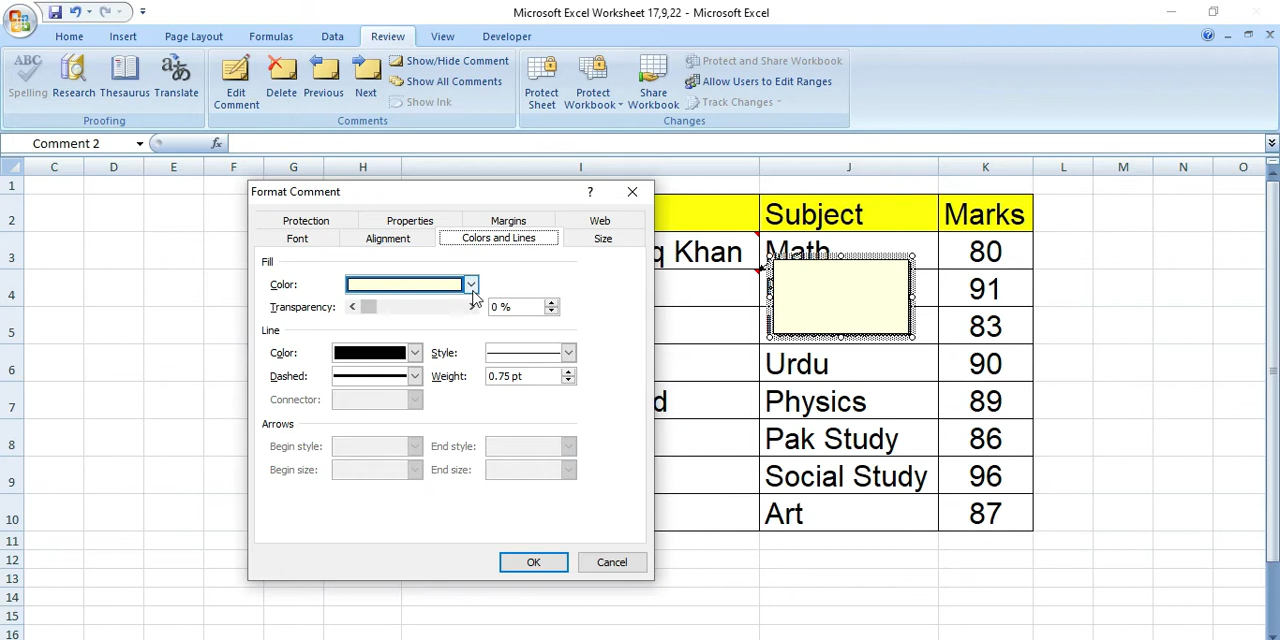 Microsoft Excel Worksheet 17,9,22 - Microsoft Excel
Home Insert Page Layout Formulas Data Review View Developer
ABC
Spelling Research Thesaurus Translate
Proofing
Edit Comment Delete Previous Next
Show/Hide Comment
Show All Comments
Show Ink
Comments
Protect Sheet Protect Workbook Share Workbook
Protect and Share Workbook
Allow Users to Edit Ranges
Track Changes
Changes
Comment 2 fx
C D E F G H I J K L M N O
Format Comment ?
Protection Properties Margins Web
Font Alignment Colors and Lines Size
Fill
Color:
Transparency: 0 %
Line
Color: Style:
Dashed: Weight: 0.75 pt
Connector:
Arrows
Begin style: End style:
Begin size: End size:
OK Cancel
1
2 Subject Marks
3 q Khan Math 80
4 91
5 83
6 Urdu 90
7 d Physics 89
8 Pak Study 86
9 Social Study 96
10 Art 87
11
12
13
14
15
16